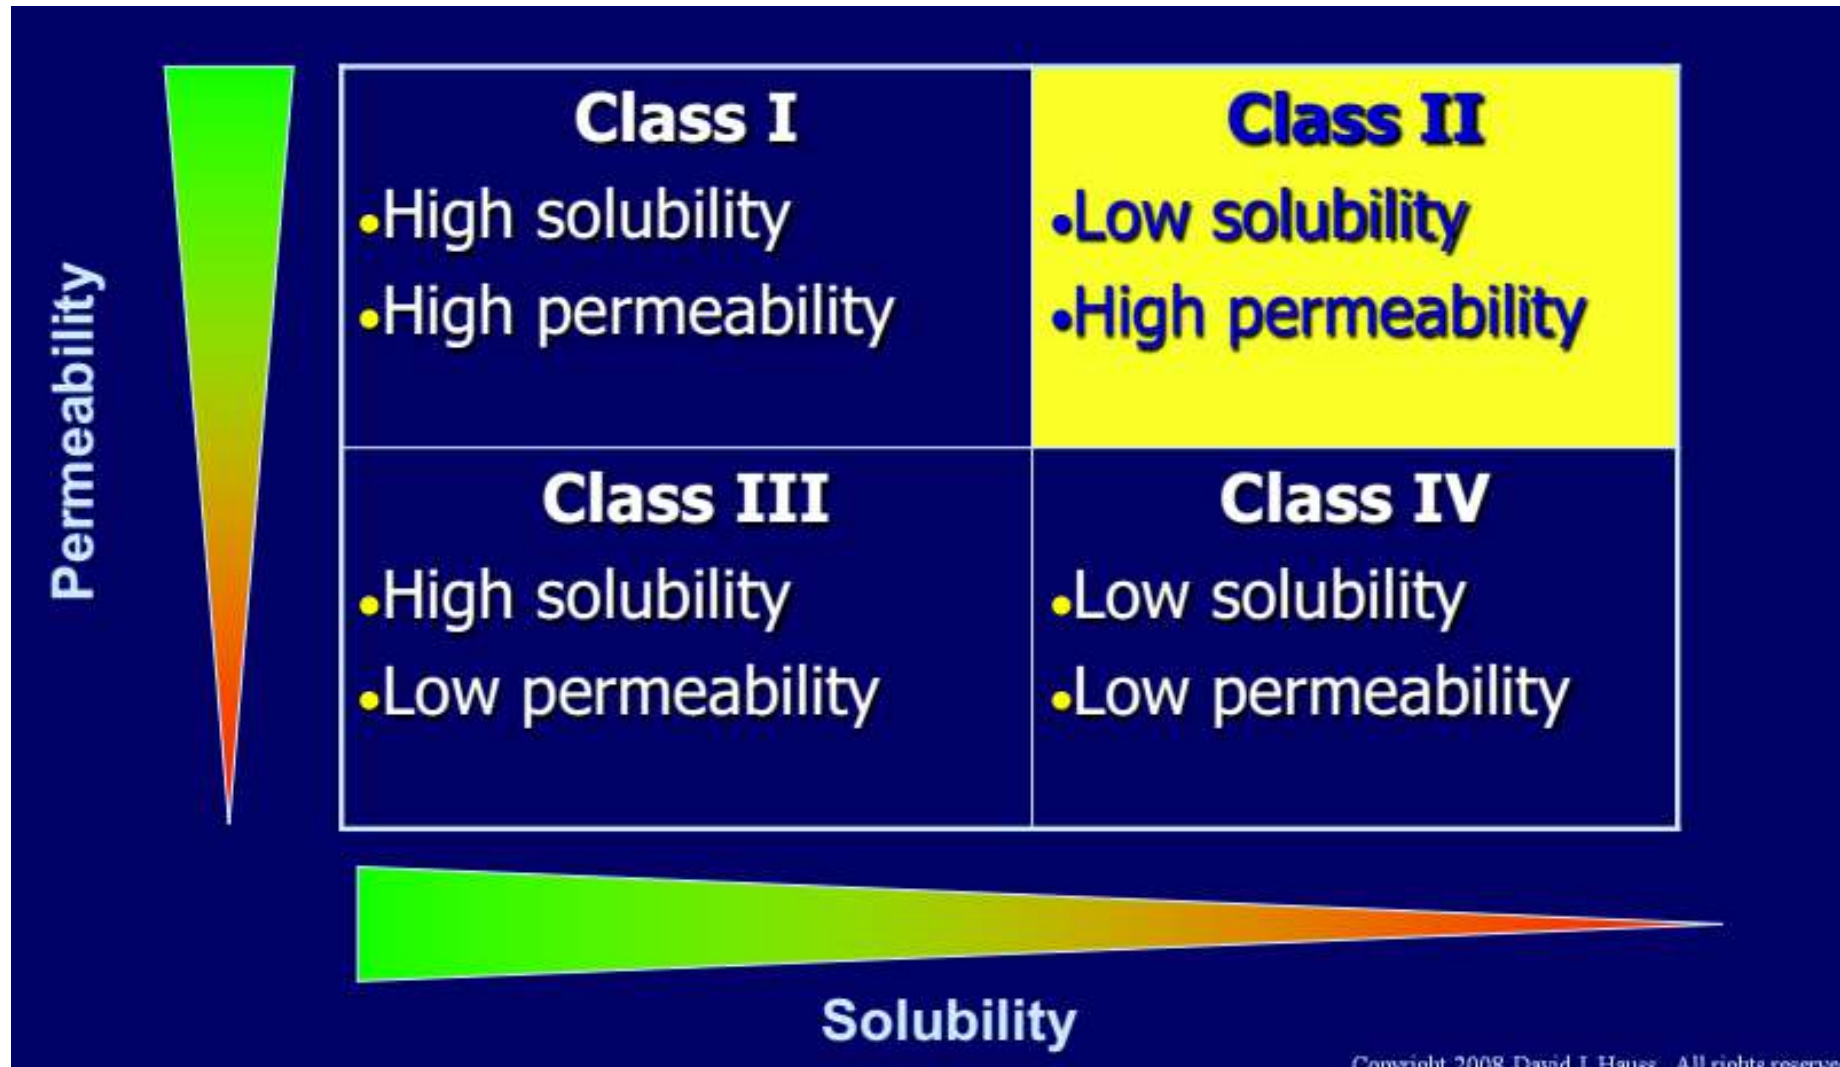 Class I
•High solubility
•High permeability
Class II
•Low solubility
•High permeability
Class III
•High solubility
•Low permeability
Class IV
•Low solubility
•Low permeability
Permeability
Solubility
Copyright 2008 David J. Hauss All rights